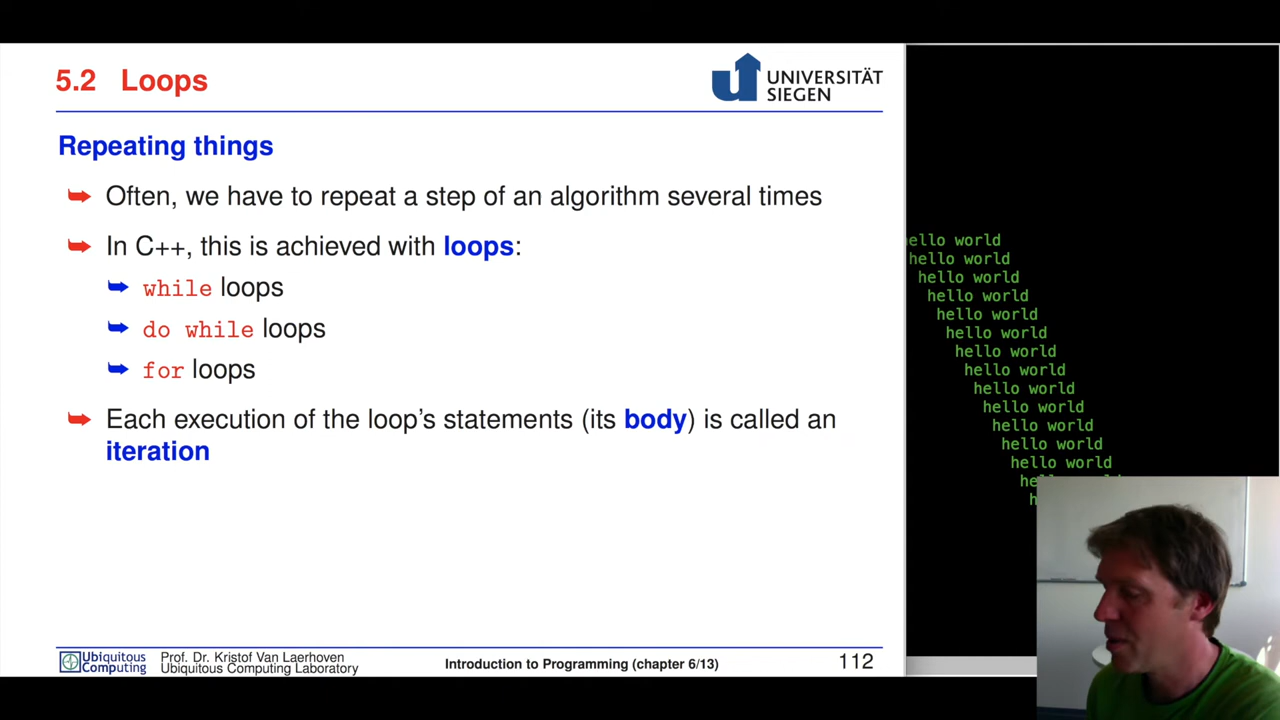 5.2 Loops
UNIVERSITÄT
SIEGEN
Repeating things
Often, we have to repeat a step of an algorithm several times
In C++, this is achieved with loops:
while loops
do while loops
for loops
Each execution of the loop's statements (its body) is called an
iteration
ello world
hello world
hello world
hello world
hello world
hello world
hello world
hello world
hello world
hello world
hello world
hello world
hello world
he
h
Ubiquitous
Computing
Prof. Dr. Kristof Van Laerhoven
Ubiquitous Computing Laboratory
Introduction to Programming (chapter 6/13)
112